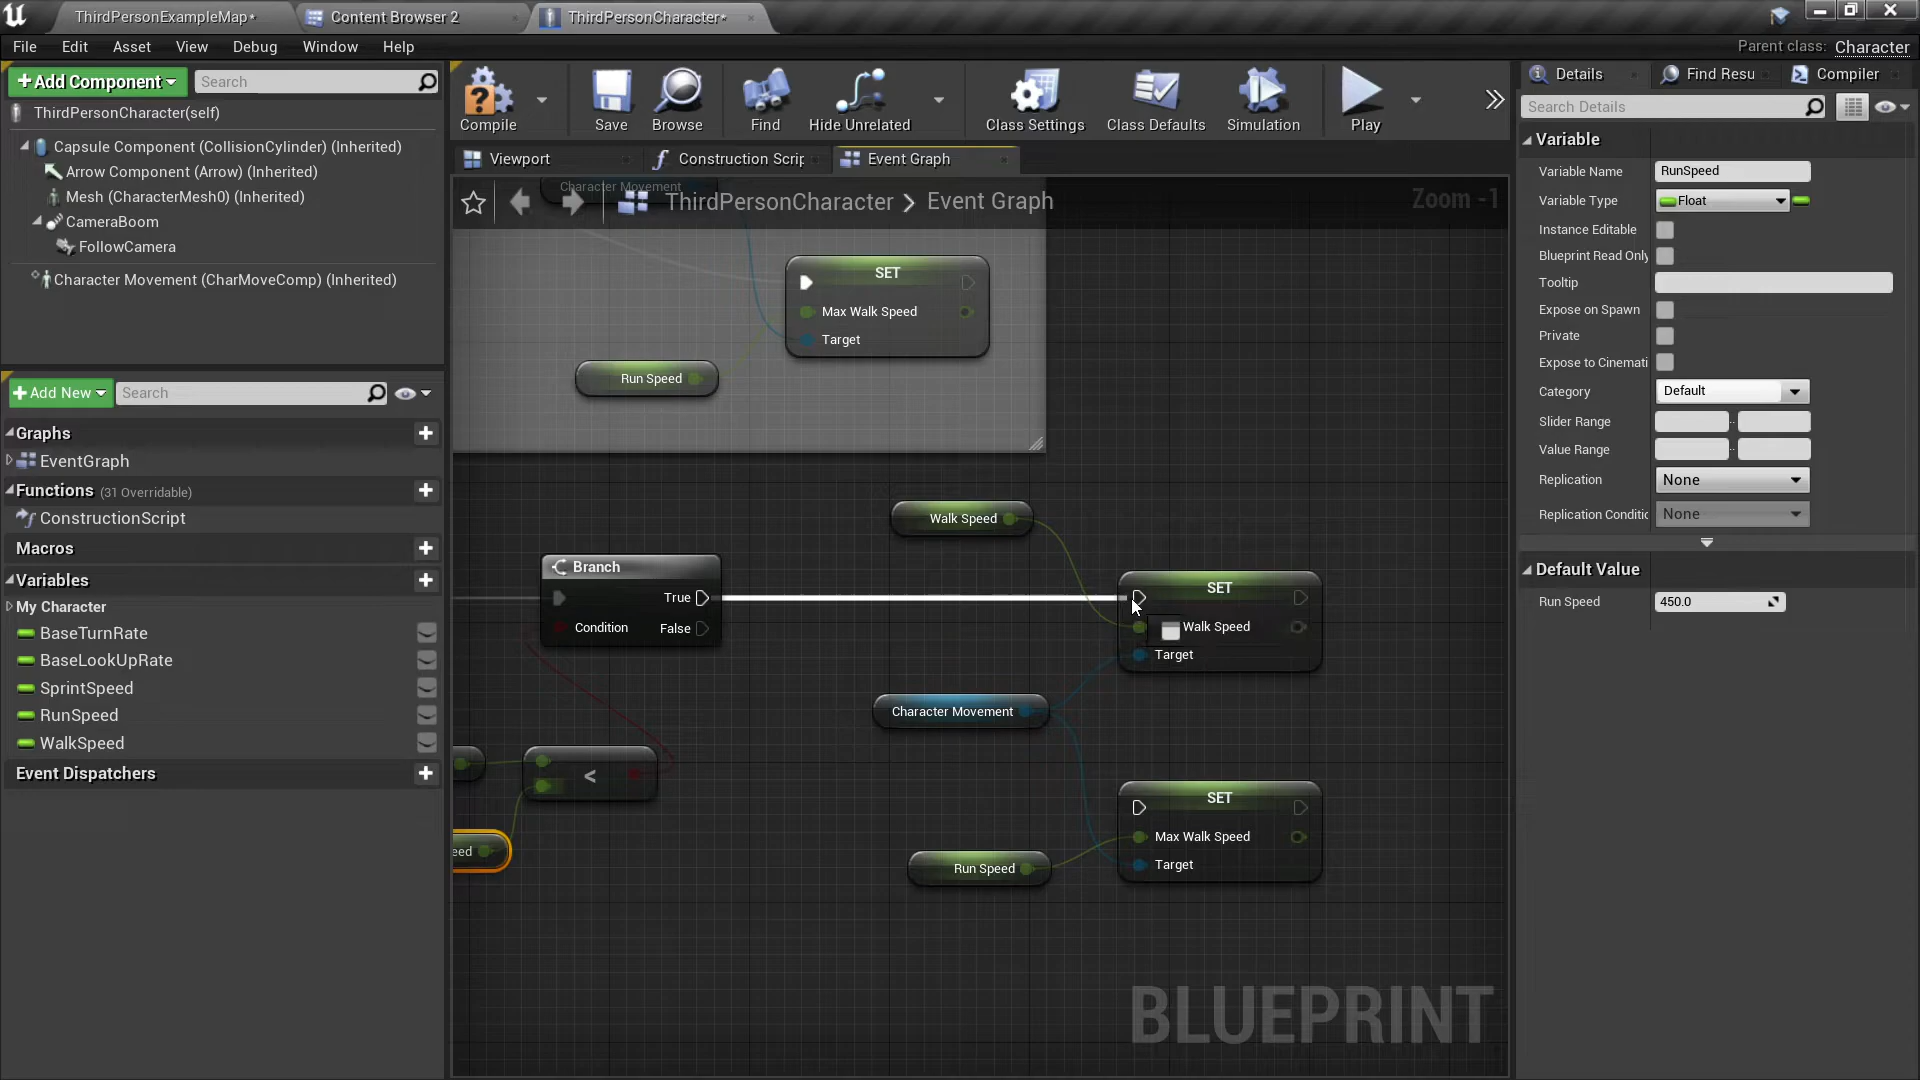 ThirdPersonExampleMap*
Content Browser 2
ThirdPersonCharacter*
File Edit Asset View Debug Window Help
Parent class: Character
Add Component
Search
ThirdPersonCharacter(self)
Capsule Component (CollisionCylinder) (Inherited)
Arrow Component (Arrow) (Inherited)
Mesh (CharacterMesh0) (Inherited)
CameraBoom
FollowCamera
Character Movement (CharMoveComp) (Inherited)
Add New
Search
Graphs
EventGraph
Functions (31 Overridable)
ConstructionScript
Macros
Variables
My Character
BaseTurnRate
BaseLookUpRate
SprintSpeed
RunSpeed
WalkSpeed
Event Dispatchers
Compile
Save
Browse
Find
Hide Unrelated
Class Settings
Class Defaults
Simulation
Play
Viewport
Construction Scrip
Event Graph
Character Movement
ThirdPersonCharacter Event Graph
Zoom -1
SET
Max Walk Speed
Target
Run Speed
Walk Speed
Branch
True
Condition
False
SET
Walk Speed
Target
Character Movement
<
eed
SET
Max Walk Speed
Target
Run Speed
BLUEPRINT
Details
Find Resu
Compiler
Search Details
Variable
Variable Name RunSpeed
Variable Type Float
Instance Editable
Blueprint Read Only
Tooltip
Expose on Spawn
Private
Expose to Cinemati
Category Default
Slider Range
Value Range
Replication None
Replication Conditic None
Default Value
Run Speed 450.0